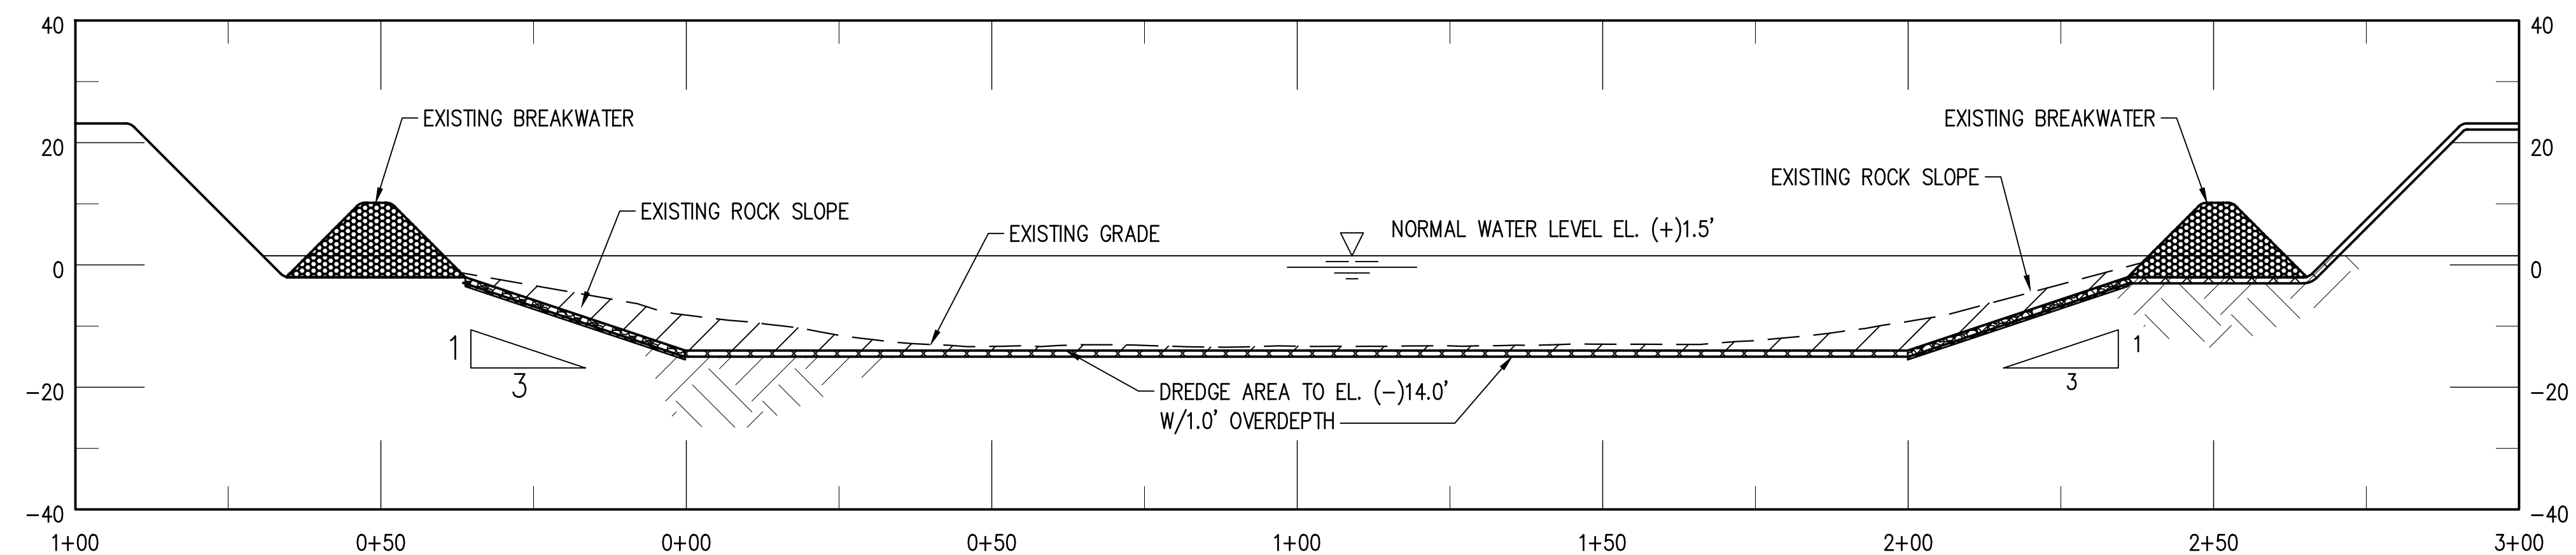 40
40
EXISTING BREAKWATER
EXISTING BREAKWATER
20
20
EXISTING ROCK SLOPE
EXISTING ROCK SLOPE
EXISTING GRADE
NORMAL WATER LEVEL EL. (+)1.5'
0
0
1
3
1
3
DREDGE AREA TO EL. (−)14.0'
W/1.0' OVERDEPTH
−20
−20
−40
−40
1+00
0+50
0+00
0+50
1+00
1+50
2+00
2+50
3+00